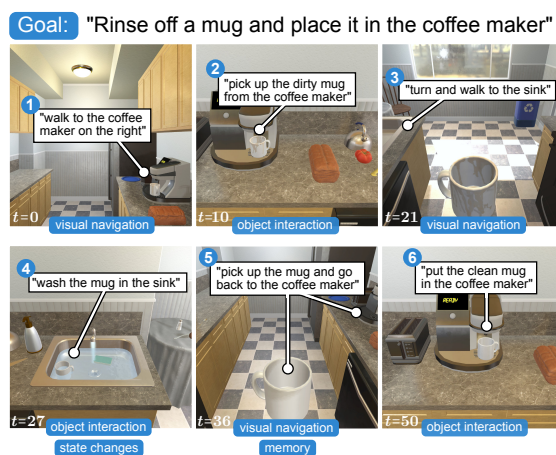 Goal: "Rinse off a mug and place it in the coffee maker"
1
"walk to the coffee
maker on the right"
t=0
visual navigation
2
"pick up the dirty mug
from the coffee maker"
t=10
object interaction
3
"turn and walk to the sink"
t=21
visual navigation
4
"wash the mug in the sink"
t=27
object interaction
state changes
5
"pick up the mug and go
back to the coffee maker"
t=36
visual navigation
memory
6
"put the clean mug
in the coffee maker"
READY
t=50
object interaction